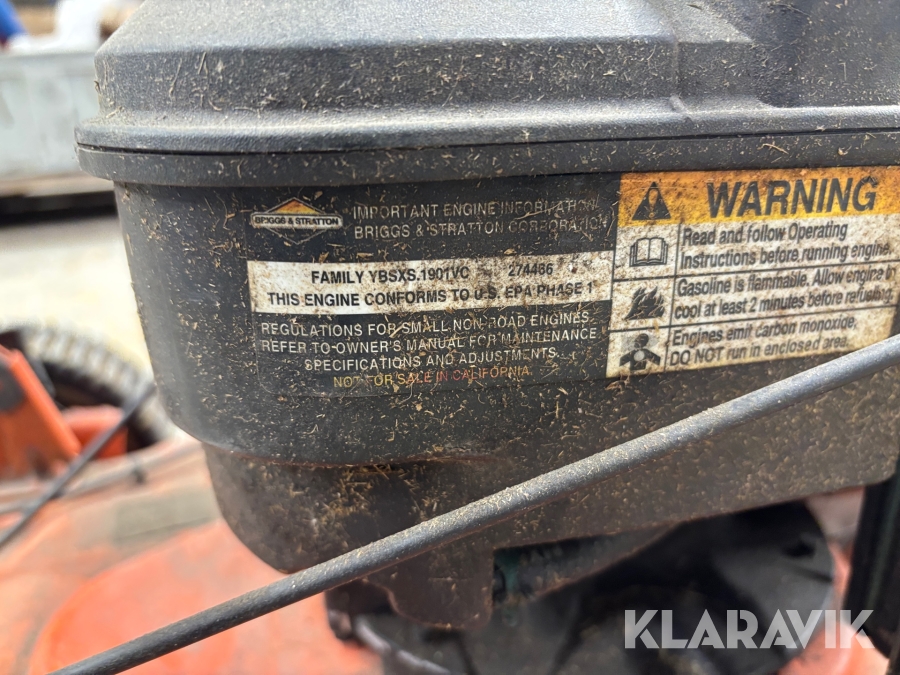 BRIGGS & STRATTON
IMPORTANT ENGINE INFORMATION
BRIGGS & STRATTON CORPORATION
FAMILY YBSXS.1901VC 274466
THIS ENGINE CONFORMS TO U.S. EPA PHASE 1
REGULATIONS FOR SMALL NON-ROAD ENGINES
REFER TO OWNER'S MANUAL FOR MAINTENANCE
SPECIFICATIONS AND ADJUSTMENTS.
NOT FOR SALE IN CALIFORNIA
WARNING
Read and follow Operating
Instructions before running engine.
Gasoline is flammable. Allow engine to
cool at least 2 minutes before refueling.
Engines emit carbon monoxide.
DO NOT run in enclosed area.
KLARAVIK